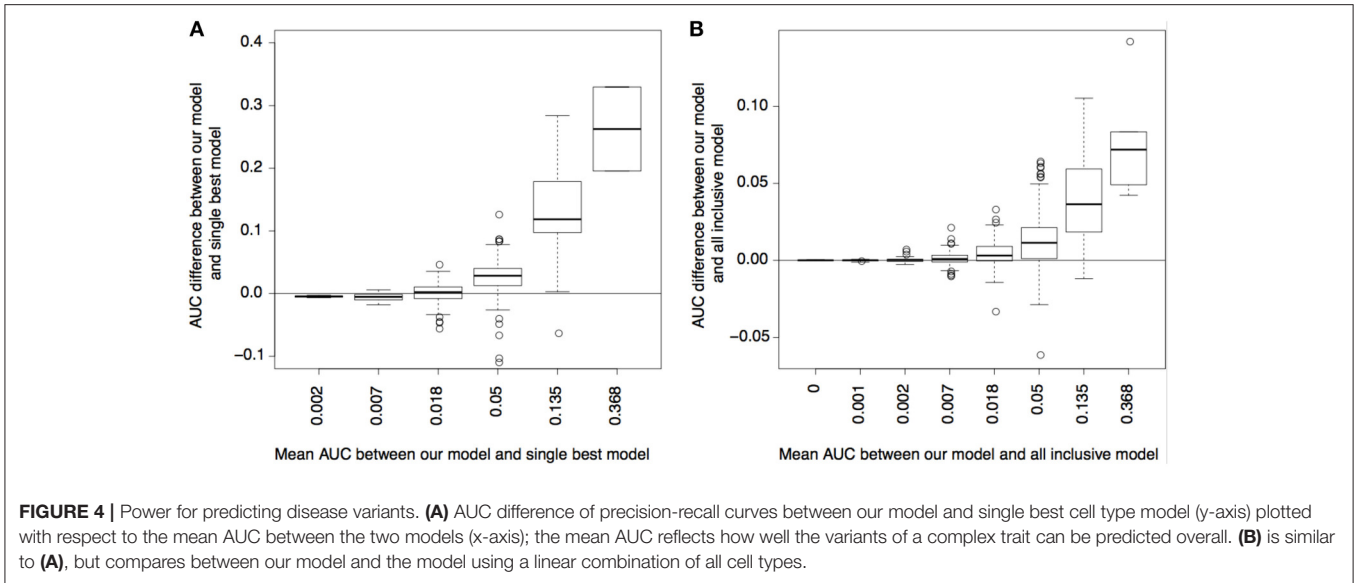 A
AUC difference between our model
and single best model
0.4
0.3
0.2
0.1
0.0
−0.1
0.002
0.007
0.018
0.05
0.135
0.368
Mean AUC between our model and single best model
B
AUC difference between our model
and all inclusive model
0.10
0.05
0.00
−0.05
0
0.001
0.002
0.007
0.018
0.05
0.135
0.368
Mean AUC between our model and all inclusive model
FIGURE 4 | Power for predicting disease variants. (A) AUC difference of precision-recall curves between our model and single best cell type model (y-axis) plotted
with respect to the mean AUC between the two models (x-axis); the mean AUC reflects how well the variants of a complex trait can be predicted overall. (B) is similar
to (A), but compares between our model and the model using a linear combination of all cell types.